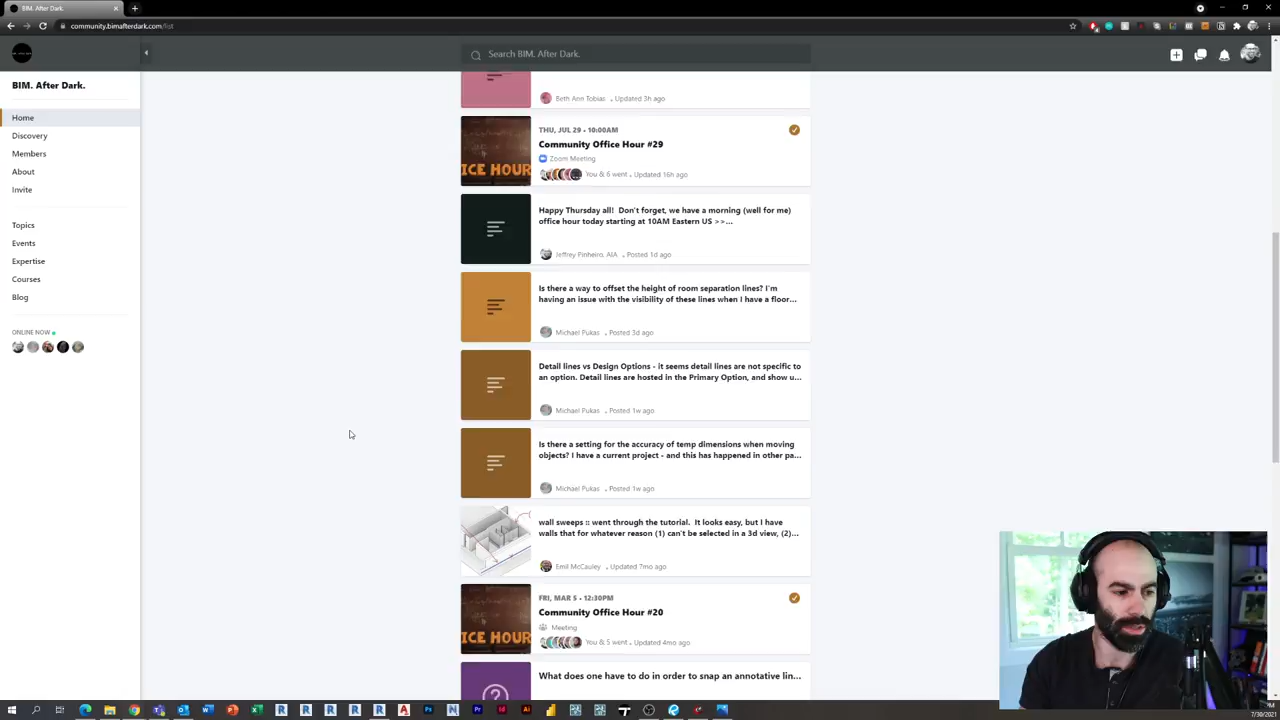 BIM. After Dark.
community.bimafterdark.com/list
Search BIM. After Dark.
BIM. After Dark.
Home
Discovery
Members
About
Invite
Topics
Events
Expertise
Courses
Blog
ONLINE NOW
Beth Ann Tobias . Updated 3h ago
THU, JUL 29 • 10:00AM
Community Office Hour #29
Zoom Meeting
You & 6 went . Updated 16h ago
ICE HOUR
Happy Thursday all! Don't forget, we have a morning (well for me)
office hour today starting at 10AM Eastern US >>...
Jeffrey Pinheiro, AIA . Posted 1d ago
Is there a way to offset the height of room separation lines? I'm
having an issue with the visibility of these lines when I have a floor...
Michael Pukas . Posted 3d ago
Detail lines vs Design Options - it seems detail lines are not specific to
an option. Detail lines are hosted in the Primary Option, and show u...
Michael Pukas . Posted 1w ago
Is there a setting for the accuracy of temp dimensions when moving
objects? I have a current project - and this has happened in other pa...
Michael Pukas . Posted 1w ago
wall sweeps :: went through the tutorial. It looks easy, but I have
walls that for whatever reason (1) can't be selected in a 3d view, (2)...
Emil McCauley . Updated 7mo ago
FRI, MAR 5 • 12:30PM
Community Office Hour #20
Meeting
You & 5 went . Updated 4mo ago
ICE HOUR
What does one have to do in order to snap an annotative lin...
PM
7/30/2021